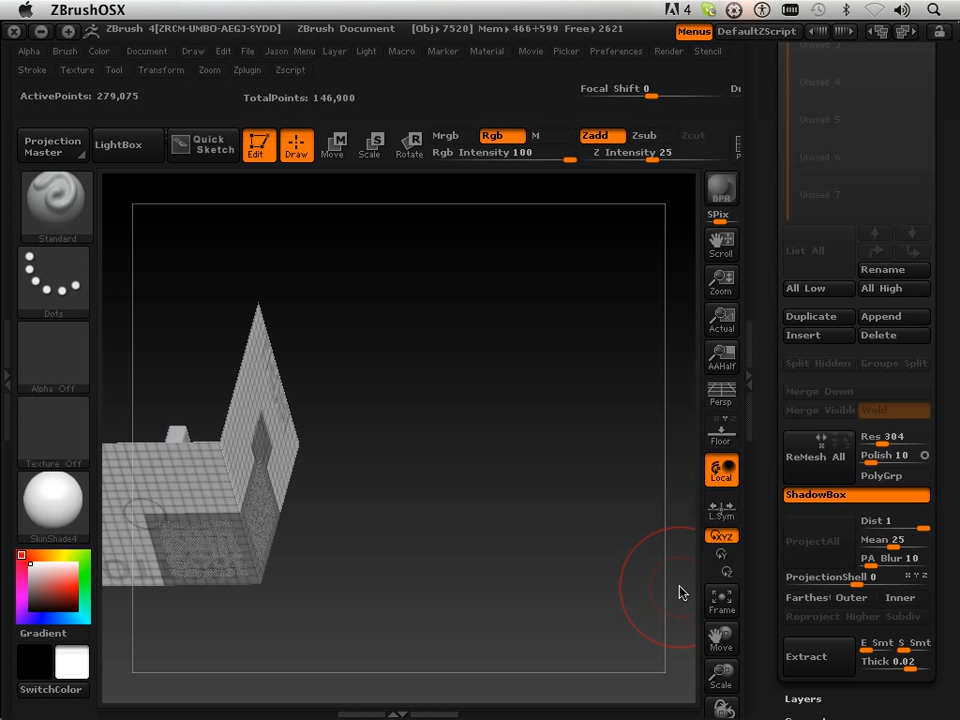 ZBrushOSX
4
ZBrush 4[ZRCM-UMBO-AEGJ-SYDD] ZBrush Document [Obj>7520] Mem>466+599 Free>2621 Menus DefaultZScript
Alpha Brush Color Document Draw Edit File Jason Menu Layer Light Macro Marker Material Movie Picker Preferences Render Stencil
Stroke Texture Tool Transform Zoom Zplugin Zscript
ActivePoints: 279,075 TotalPoints: 146,900
Focal Shift 0
Projection Master
LightBox
Quick Sketch
Edit Draw Move Scale Rotate
Mrgb Rgb M Zadd Zsub Zcut
Rgb Intensity 100 Z Intensity 25
Standard
Dots
Alpha Off
Texture Off
SkinShade4
Gradient
SwitchColor
BPR
SPix
Scroll
Zoom
Actual
AAHalf
Persp
Floor
Local
L.Sym
XYZ
Y
Z
Frame
Move
Scale
Unused 3
Unused 4
Unused 5
Unused 6
Unused 7
List All
Rename
All Low All High
Duplicate Append
Insert Delete
Split Hidden Groups Split
Merge Down
Merge Visible Weld
ReMesh All
Res 304
Polish 10
PolyGrp
ShadowBox
ProjectAll
Dist 1
Mean 25
PA Blur 10
ProjectionShell 0 X Y Z
Farthest Outer Inner
Reproject Higher Subdiv
Extract
E Smt S Smt
Thick 0.02
Layers